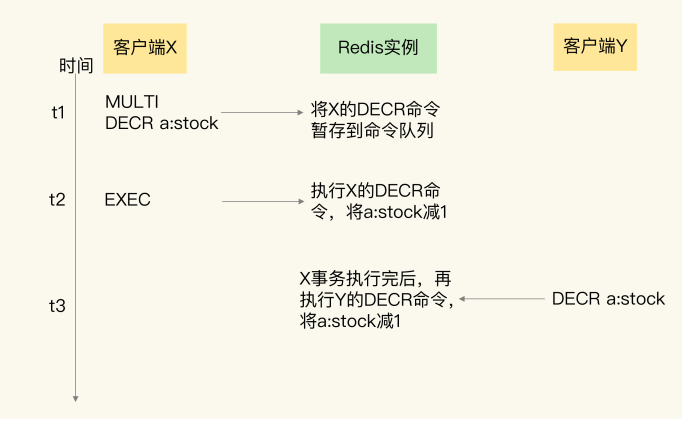 客户端X
Redis实例
客户端Y
时间
t1
MULTI
DECR a:stock
将X的DECR命令
暂存到命令队列
t2
EXEC
执行X的DECR命
令，将a:stock减1
t3
X事务执行完后，再
执行Y的DECR命令，
将a:stock减1
DECR a:stock